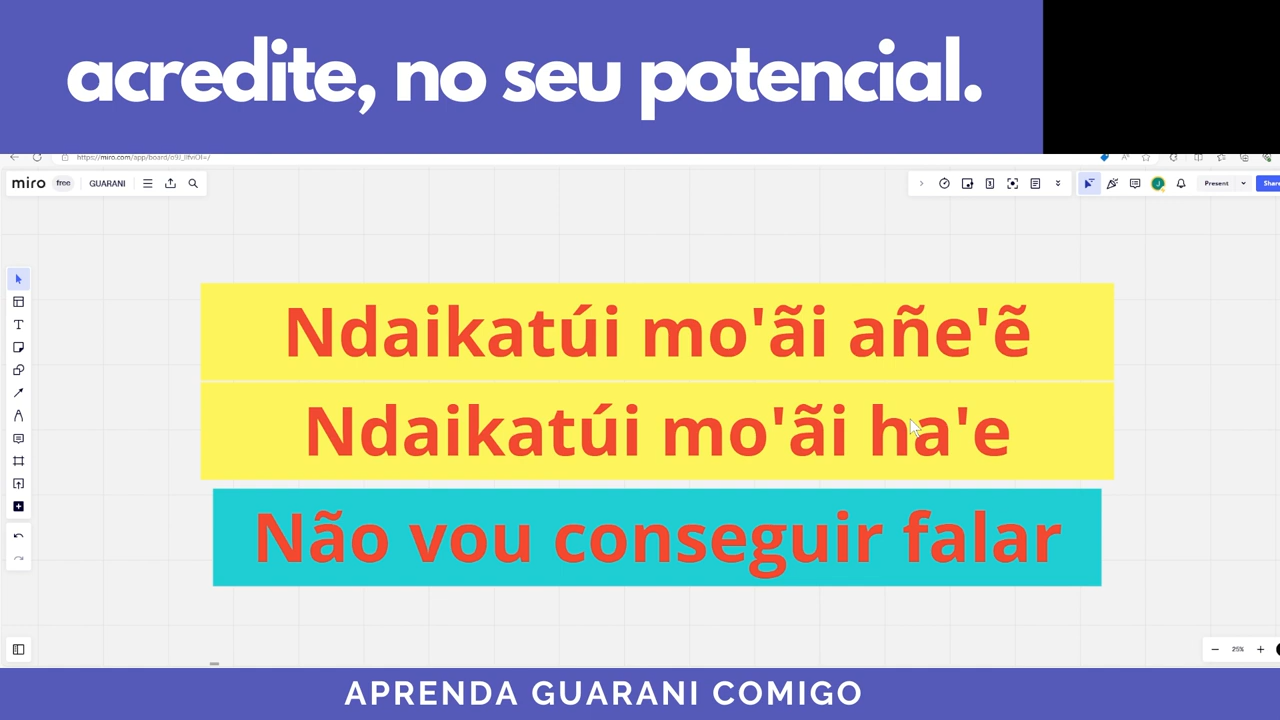 acredite, no seu potencial.
miro free GUARANI
Present
Ndaikatúi mo'ãi añe'ẽ
Ndaikatúi mo'ãi ha'e
Não vou conseguir falar
25%
APRENDA GUARANI COMIGO